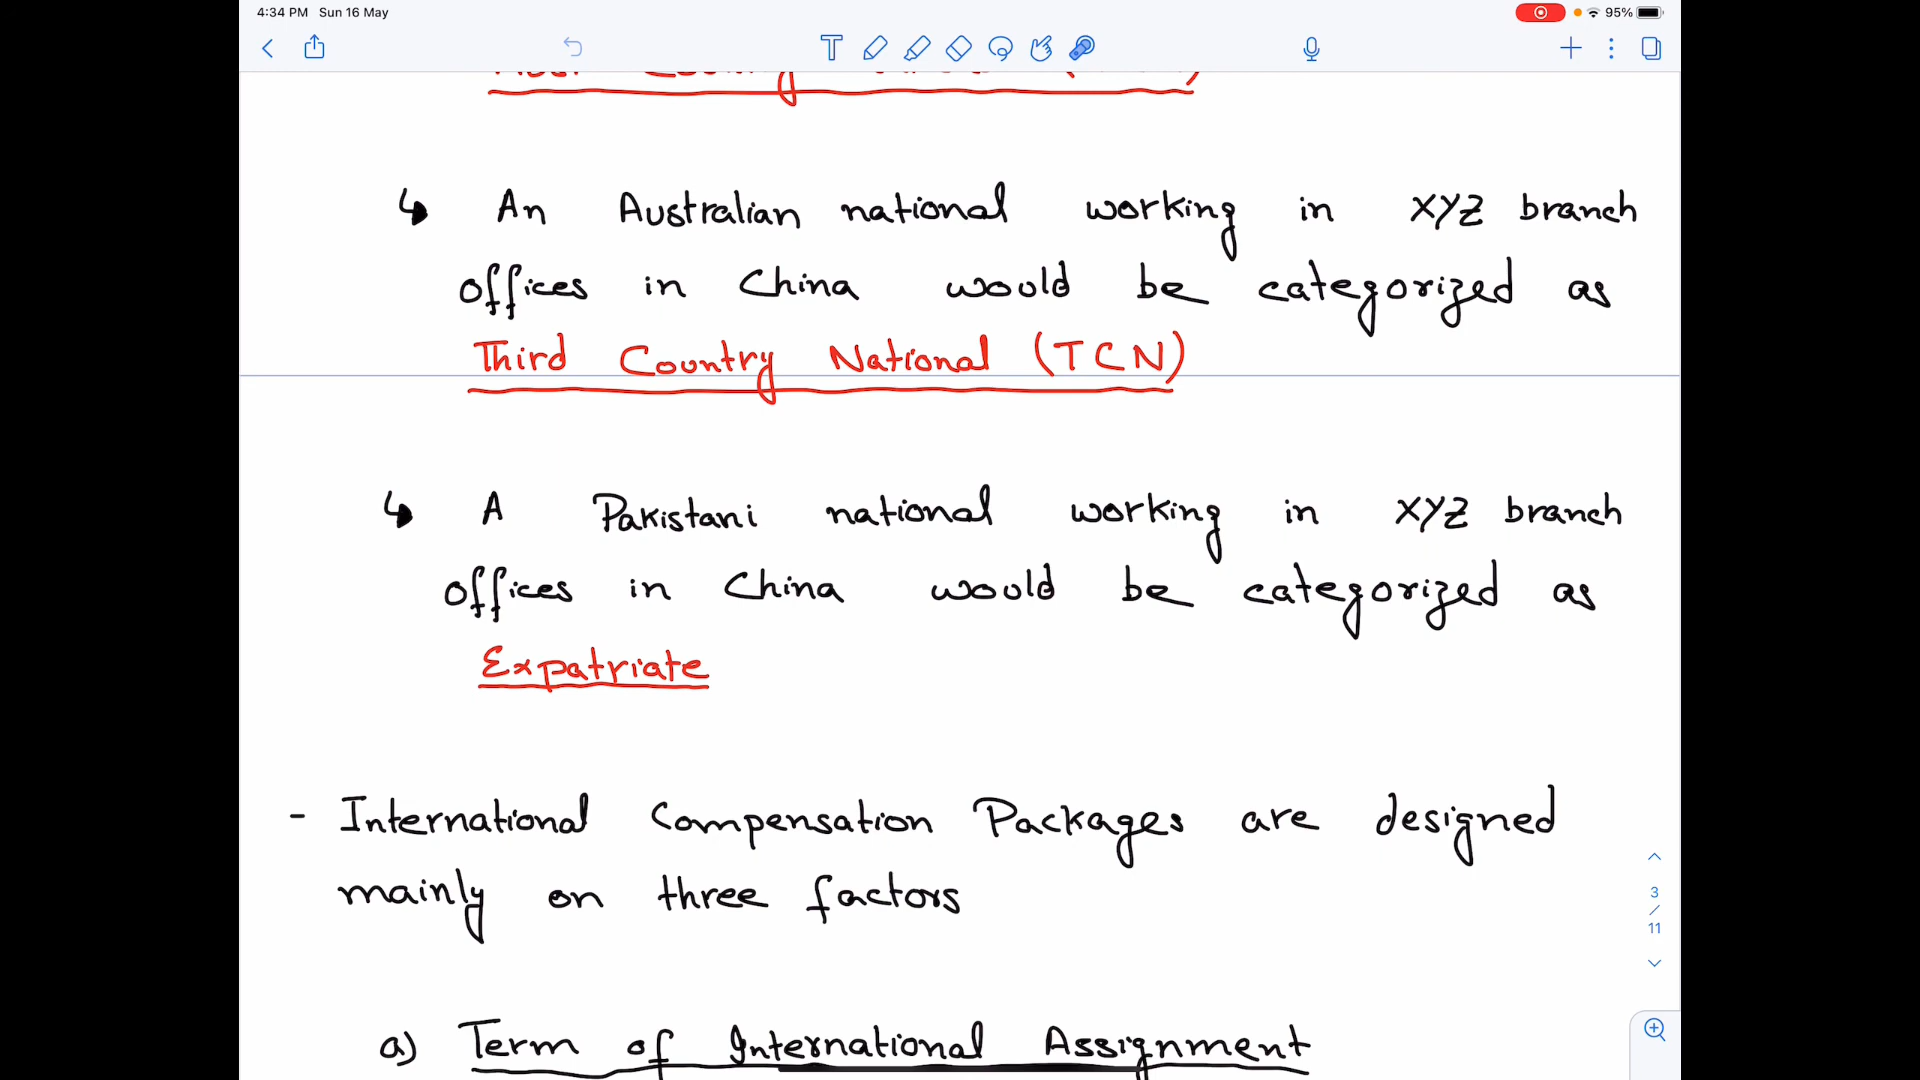 4:34 PM Sun 16 May
95%
↳ An Australian national working in XYZ branch
offices in China would be categorized as
Third Country National (TCN)
↳ A Pakistani national working in XYZ branch
offices in China would be categorized as
Expatriate
- International Compensation Packages are designed
mainly on three factors
3
/
11
a) Term of International Assignment